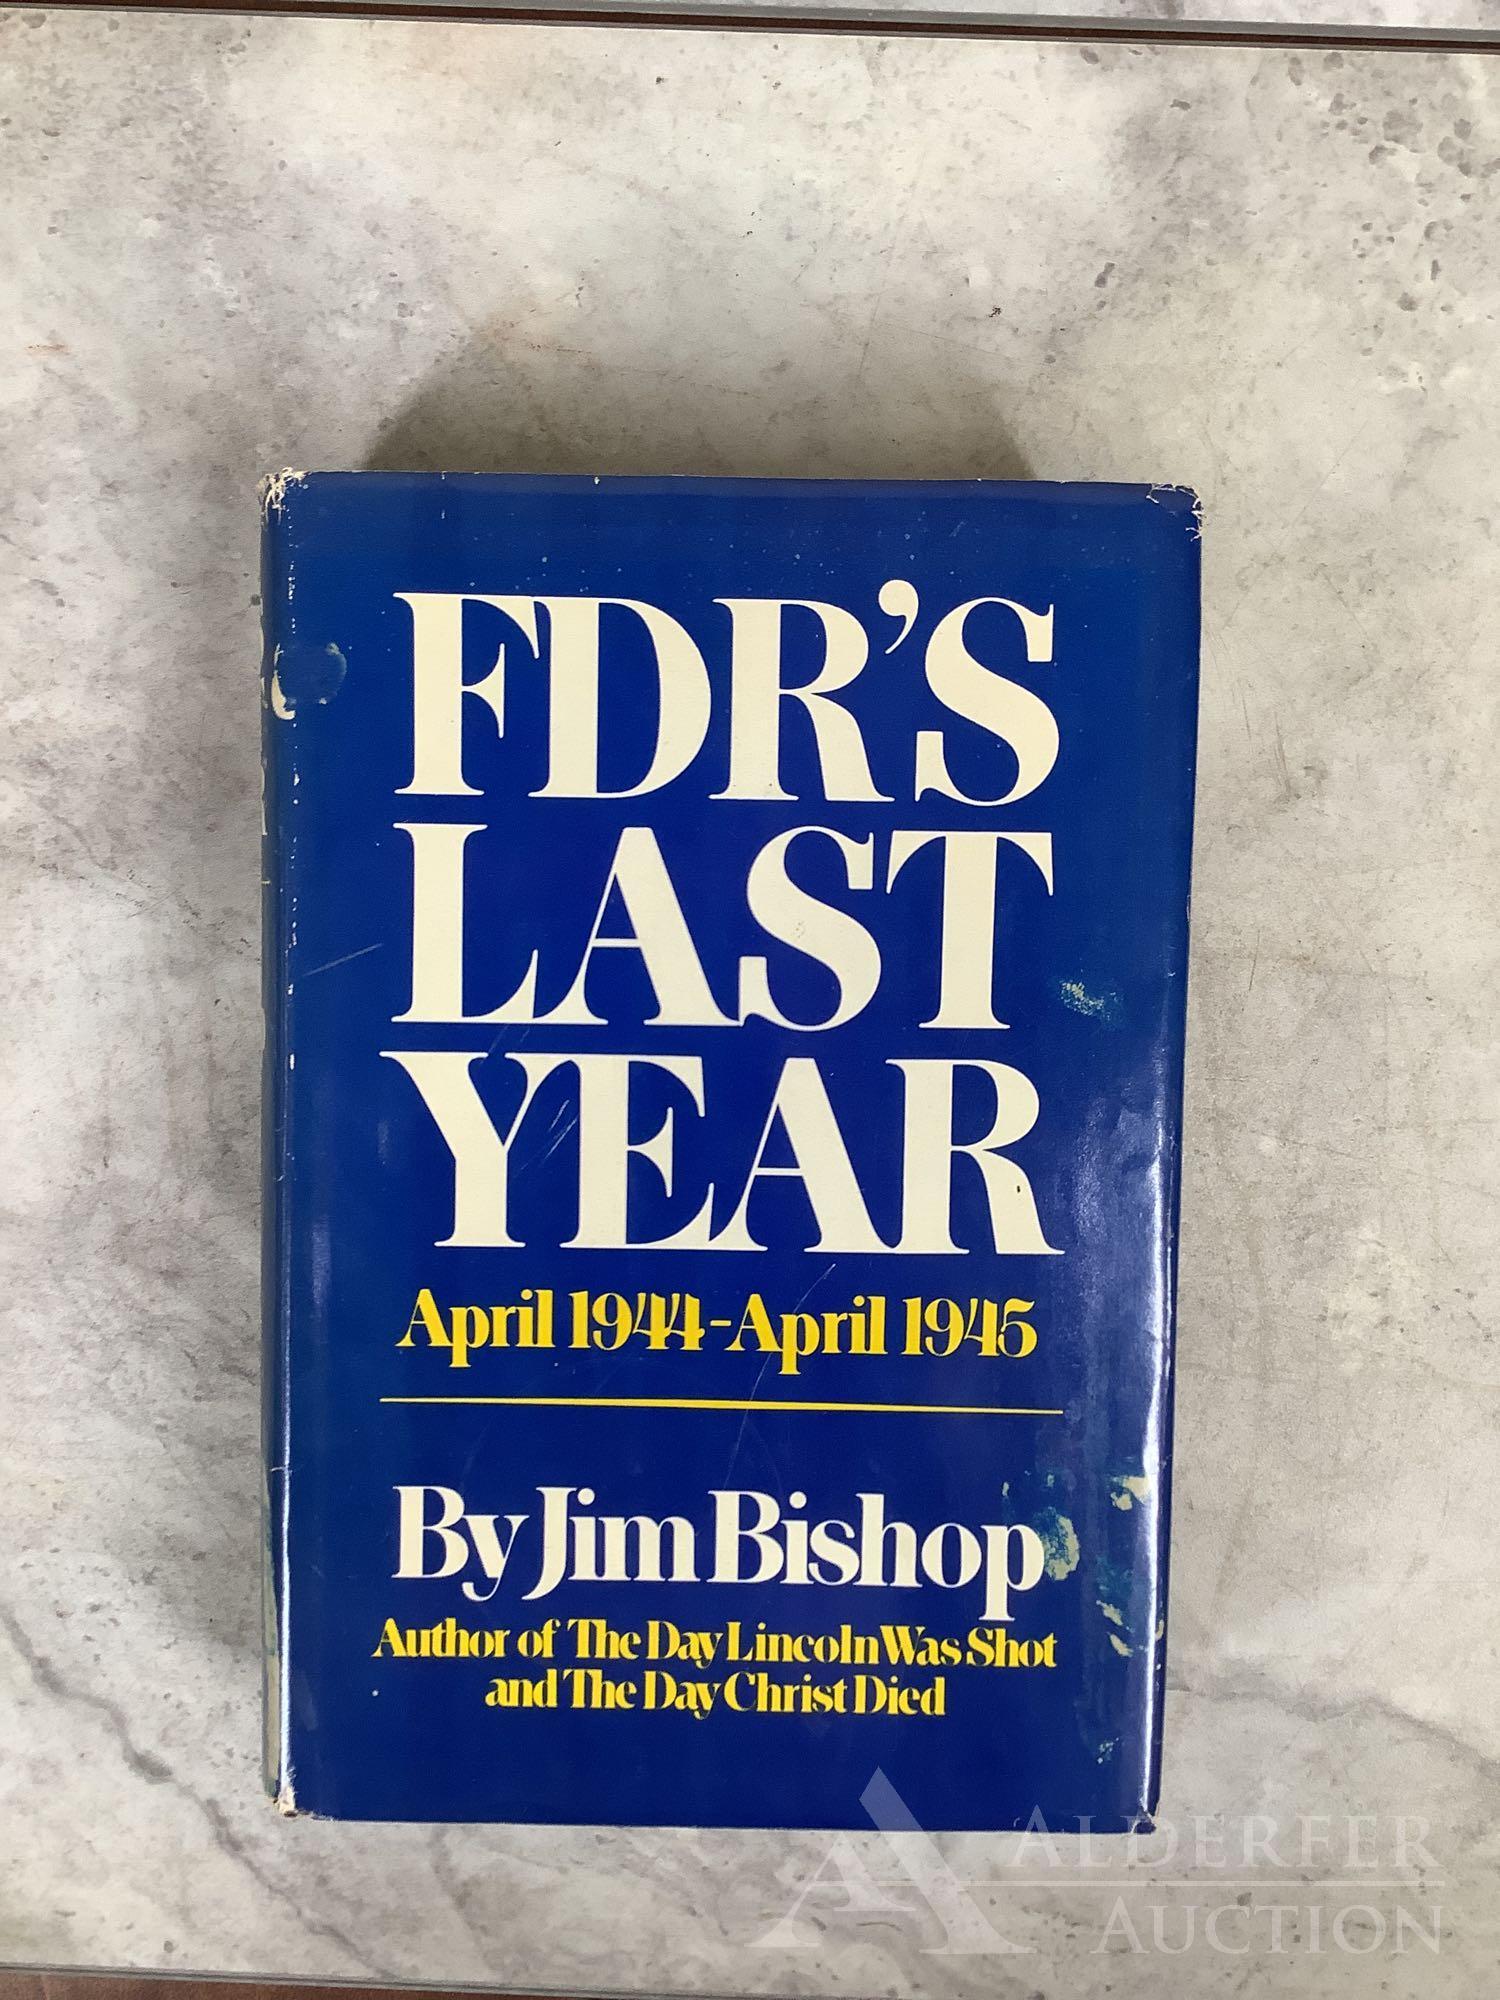 FDR'S
LAST
YEAR
April 1944-April 1945
By Jim Bishop
Author of The Day Lincoln Was Shot
and The Day Christ Died
ALDERFER
AUCTION